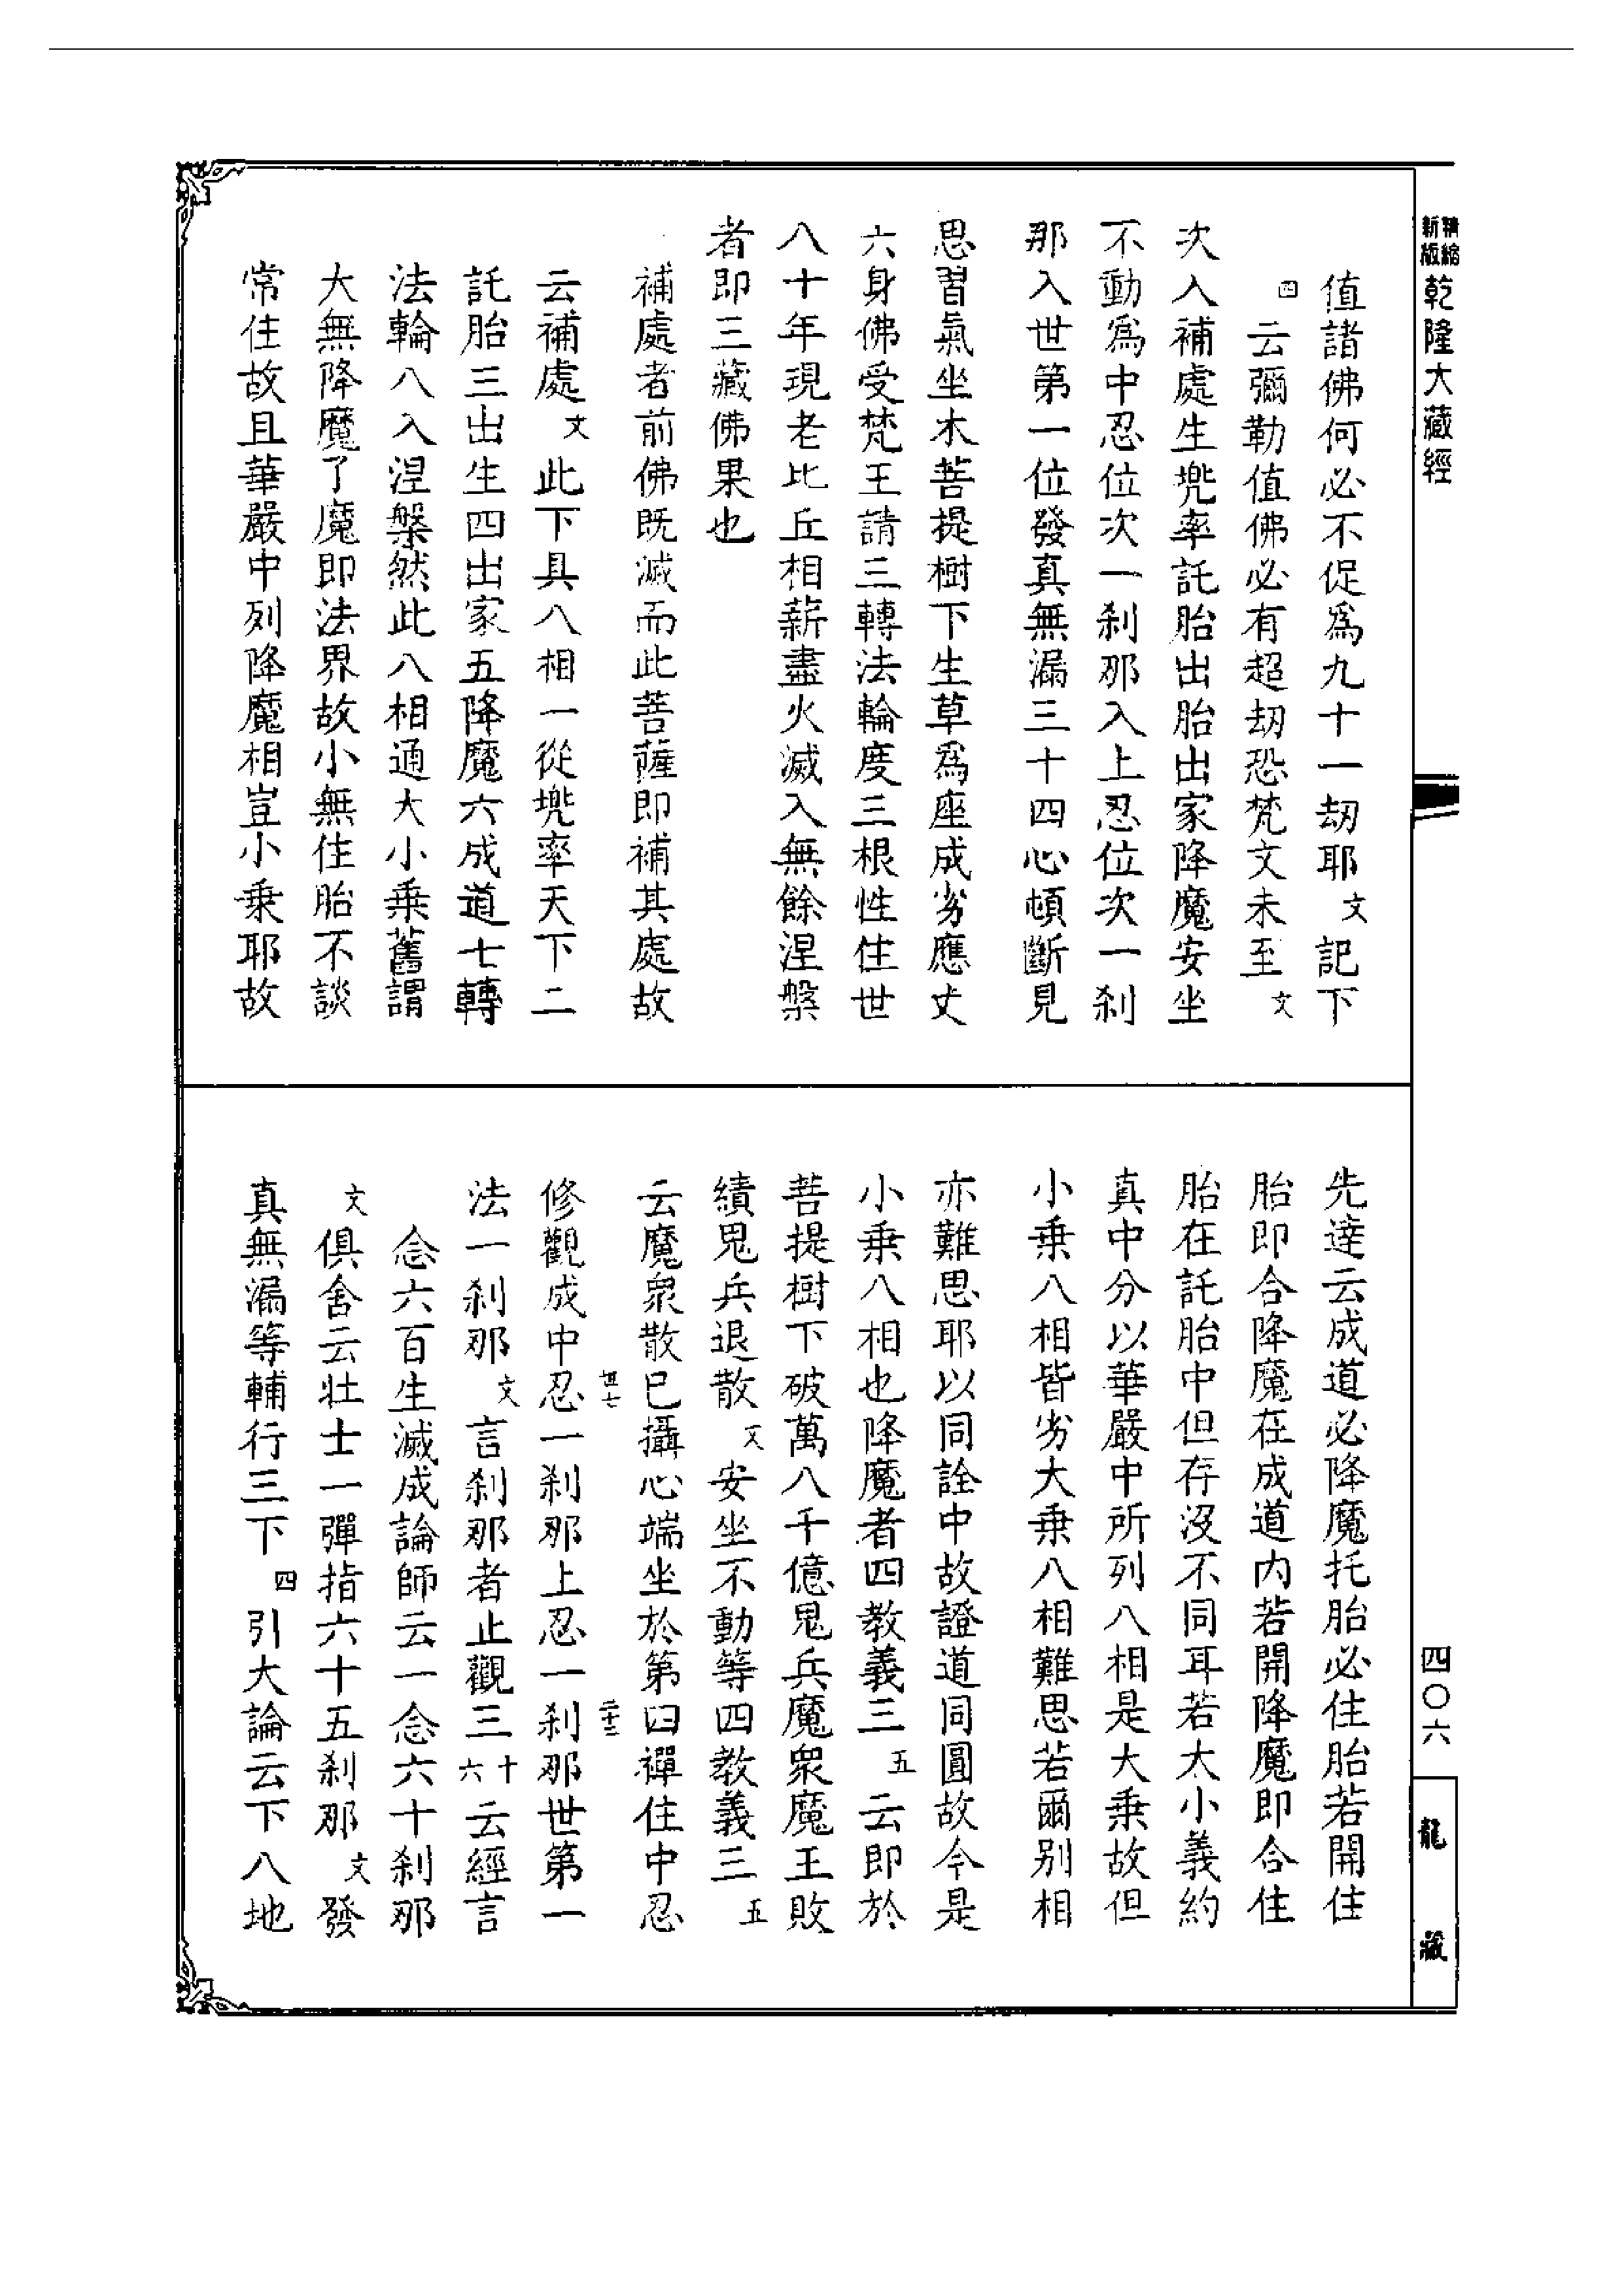 精縮新版乾隆大藏經
值諸佛何必不促爲九十一劫耶文記下
四云彌勒值佛必有超劫恐梵文未至文
次入補處生兜率託胎出胎出家降魔安坐
不動爲中忍位次一刹那入上忍位次一刹
那入世第一位發真無漏三十四心頓斷見
思習氣坐木菩提樹下生草爲座成劣應丈
六身佛受梵王請三轉法輪度三根性住世
八十年現老比丘相薪盡火滅入無餘涅槃
者即三藏佛果也
補處者前佛既滅而此菩薩即補其處故
云補處文此下具八相一從兜率天下二
託胎三出生四出家五降魔六成道七轉
法輪八入涅槃然此八相通大小乗舊謂
大無降魔了魔即法界故小無住胎不談
常住故且華嚴中列降魔相豈小乗耶故
先達云成道必降魔托胎必住胎若開住
胎即合降魔在成道内若開降魔即合住
胎在託胎中但存没不同耳若大小義約
真中分以華嚴中所列八相是大乗故但
小乗八相皆劣大乗八相難思若爾别相
亦難思耶以同詮中故證道同圓故今是
小乗八相也降魔者四教義三五云即於
菩提樹下破萬八千億鬼兵魔衆魔王敗
績鬼兵退散文安坐不動等四教義三五
云魔衆散已攝心端坐於第四禪住中忍
修觀成中忍一刹那上忍一刹那世第一
法一刹那文言刹那者止觀三十六云經言
念六百生滅成論師云一念六十刹那
文俱舍云壯士一彈指六十五刹那文發
真無漏等輔行三下四引大論云下八地
四〇六
龍藏